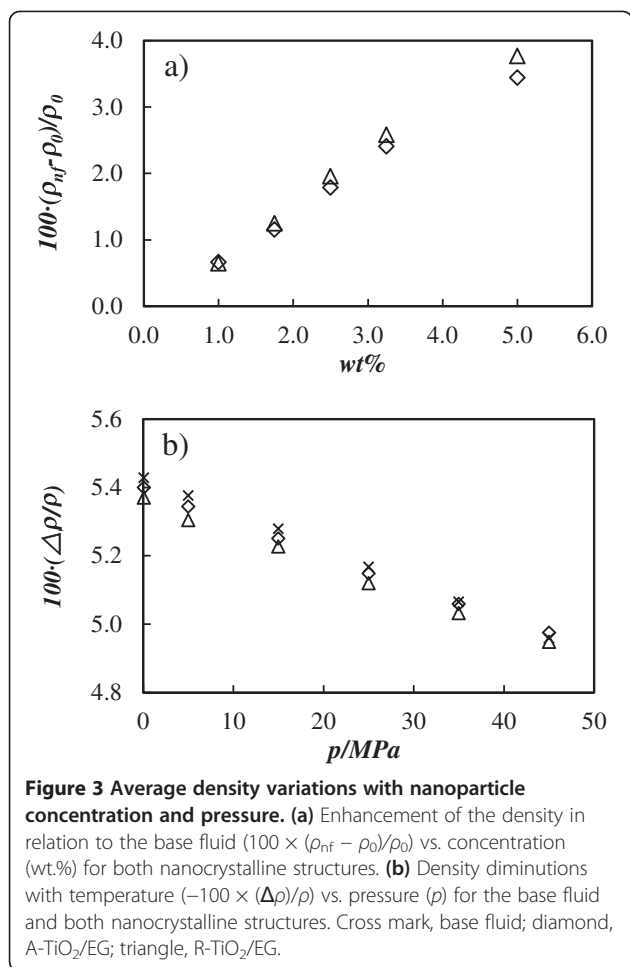 4.0
a)
3.0
2.0
1.0
0.0
100·(ρnf-ρ0)/ρ0
0.0 1.0 2.0 3.0 4.0 5.0 6.0
wt%
5.6
b)
5.4
5.2
5.0
4.8
100·(Δρ/ρ)
0 10 20 30 40 50
p/MPa
Figure 3 Average density variations with nanoparticle
concentration and pressure. (a) Enhancement of the density in
relation to the base fluid (100 × (ρnf − ρ0)/ρ0) vs. concentration
(wt.%) for both nanocrystalline structures. (b) Density diminutions
with temperature (−100 × (Δρ)/ρ) vs. pressure (p) for the base fluid
and both nanocrystalline structures. Cross mark, base fluid; diamond,
A-TiO2/EG; triangle, R-TiO2/EG.